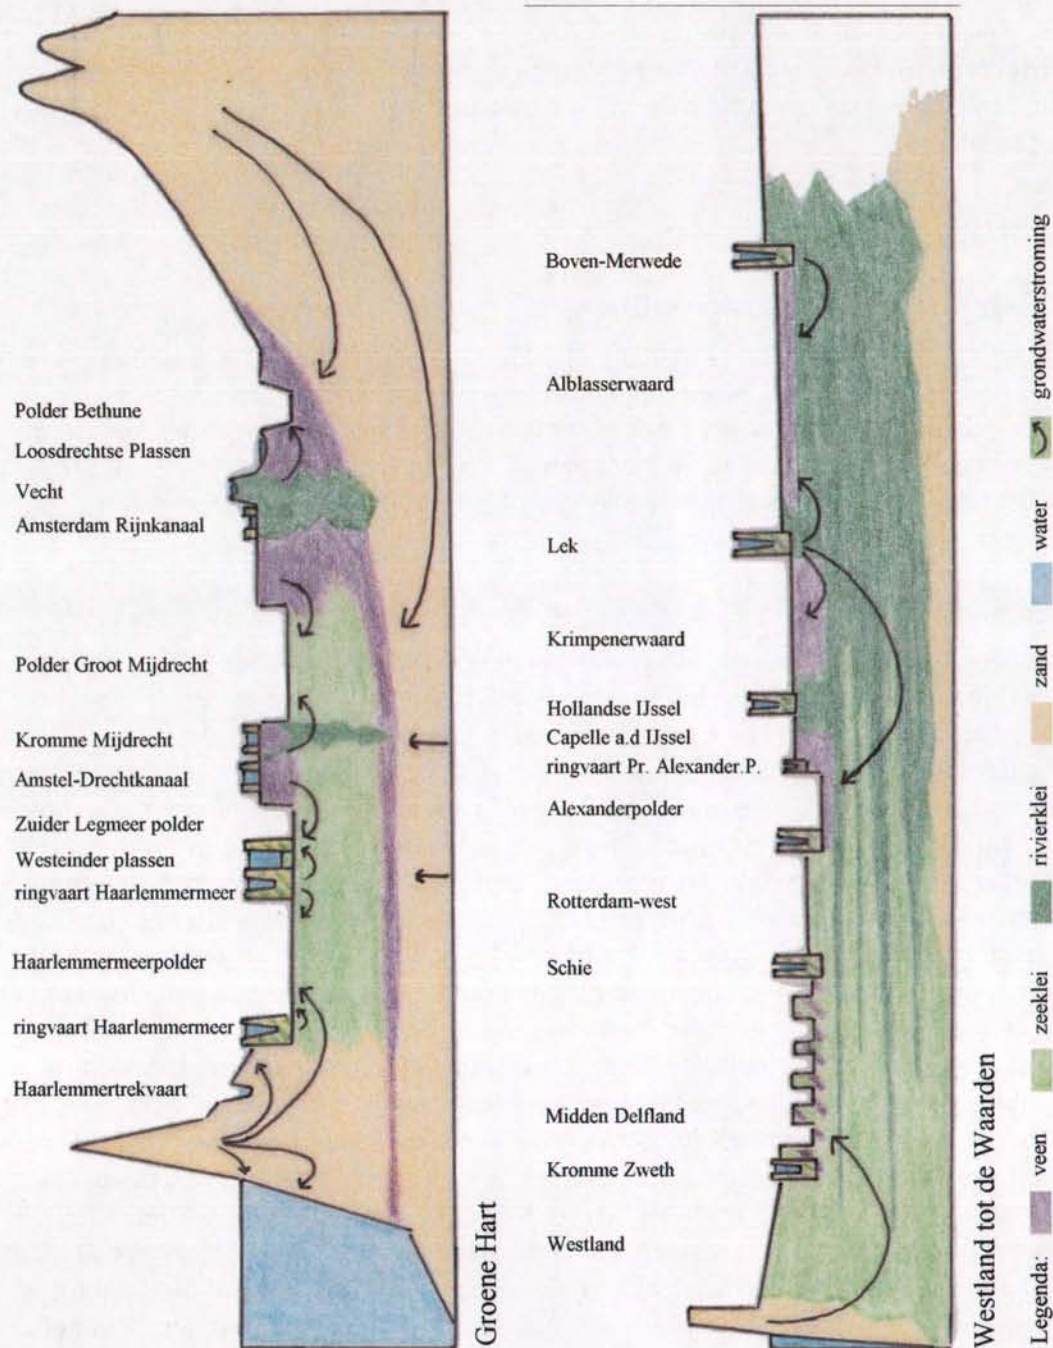 Polder Bethune
Loosdrechtse Plassen
Vecht
Amsterdam Rijnkanaal
Polder Groot Mijdrecht
Kromme Mijdrecht
Amstel-Drechtkanaal
Zuider Legmeer polder
Westeinder plassen
ringvaart Haarlemmermeer
Haarlemmermeerpolder
ringvaart Haarlemmermeer
Haarlemmertrekvaart
Groene Hart
Boven-Merwede
Alblasserwaard
Lek
Krimpenerwaard
Hollandse IJssel
Capelle a.d IJssel
ringvaart Pr. Alexander.P.
Alexanderpolder
Rotterdam-west
Schie
Midden Delfland
Kromme Zweth
Westland
Westland tot de Waarden
Legenda: veen zeeklei rivierklei zand water grondwaterstroming